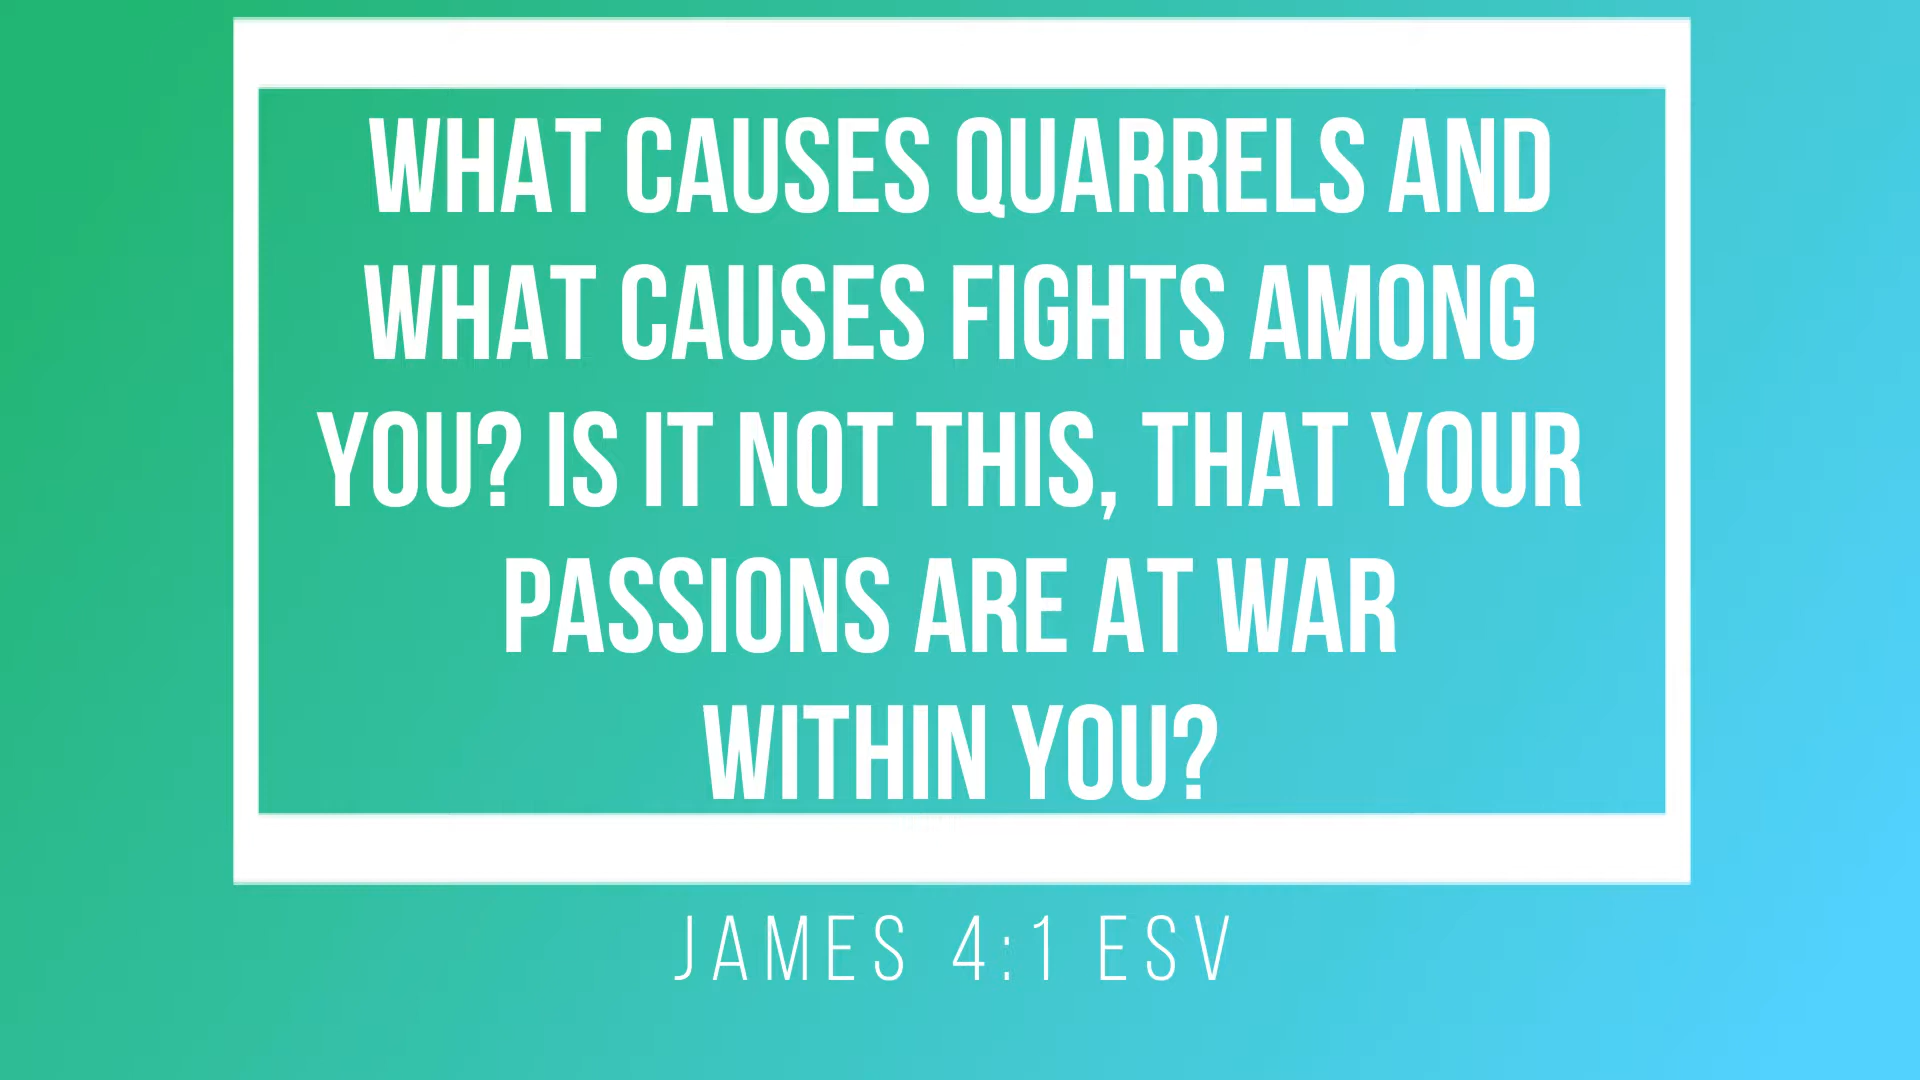 WHAT CAUSES QUARRELS AND
WHAT CAUSES FIGHTS AMONG
YOU? IS IT NOT THIS, THAT YOUR
PASSIONS ARE AT WAR
WITHIN YOU?
JAMES 4:1 ESV